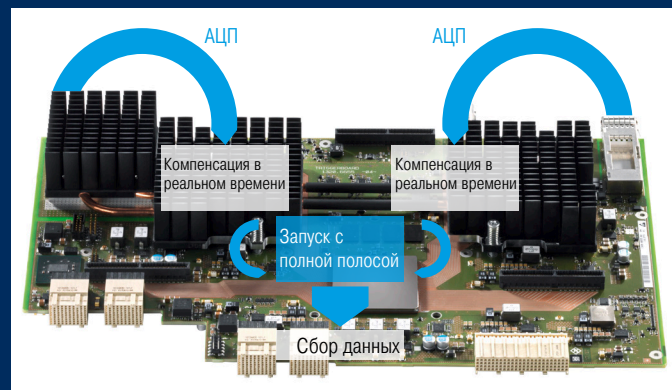 АЦП
АЦП
Компенсация в
реальном времени
Компенсация в
реальном времени
Запуск с
полной полосой
Сбор данных